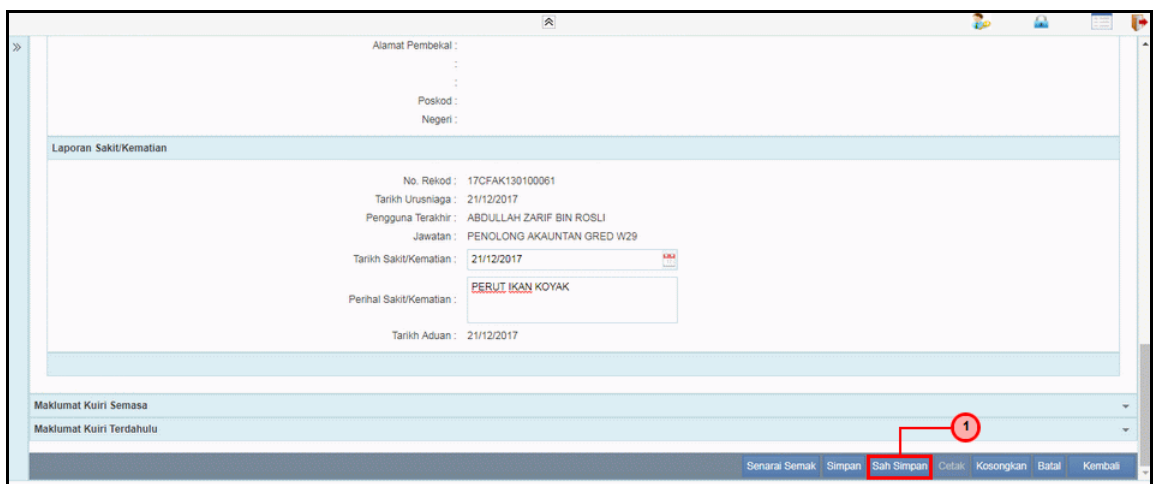 Alamat Pembekal :
:
:
Poskod :
Negeri :
Laporan Sakit/Kematian
No. Rekod : 17CFAK130100061
Tarikh Urusniaga : 21/12/2017
Pengguna Terakhir : ABDULLAH ZARIF BIN ROSLI
Jawatan : PENOLONG AKAUNTAN GRED W29
Tarikh Sakit/Kematian : 21/12/2017
Perihal Sakit/Kematian : PERUT IKAN KOYAK
Tarikh Aduan : 21/12/2017
Maklumat Kuiri Semasa
Maklumat Kuiri Terdahulu
1
Senarai Semak Simpan Sah Simpan Cetak Kosongkan Batal Kembali